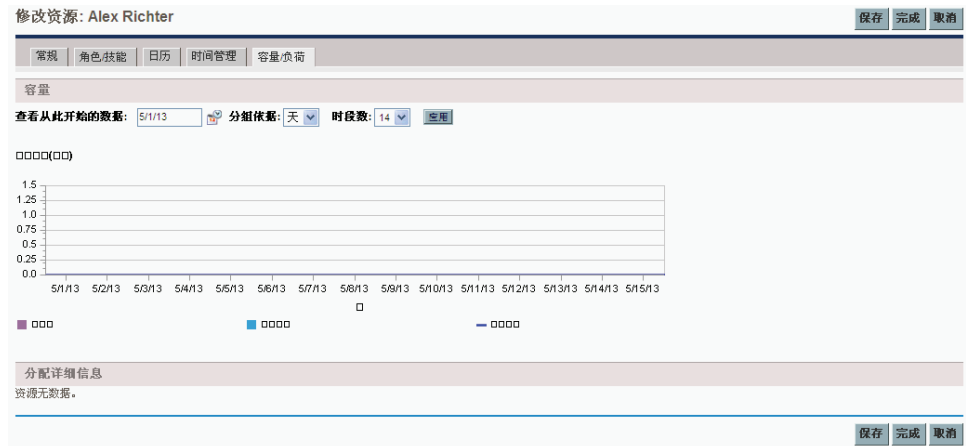 修改资源: Alex Richter
保存 完成 取消
常规 角色/技能 日历 时间管理 容量/负荷
容量
查看从此开始的数据: 5/1/13 分组依据: 天 时段数: 14 应用
□□□□(□□)
1.5
1.25
1.0
0.75
0.5
0.25
0.0
5/1/13 5/2/13 5/3/13 5/4/13 5/5/13 5/6/13 5/7/13 5/8/13 5/9/13 5/10/13 5/11/13 5/12/13 5/13/13 5/14/13 5/15/13
□
□□□ □□□□ □□□□
分配详细信息
资源无数据。
保存 完成 取消